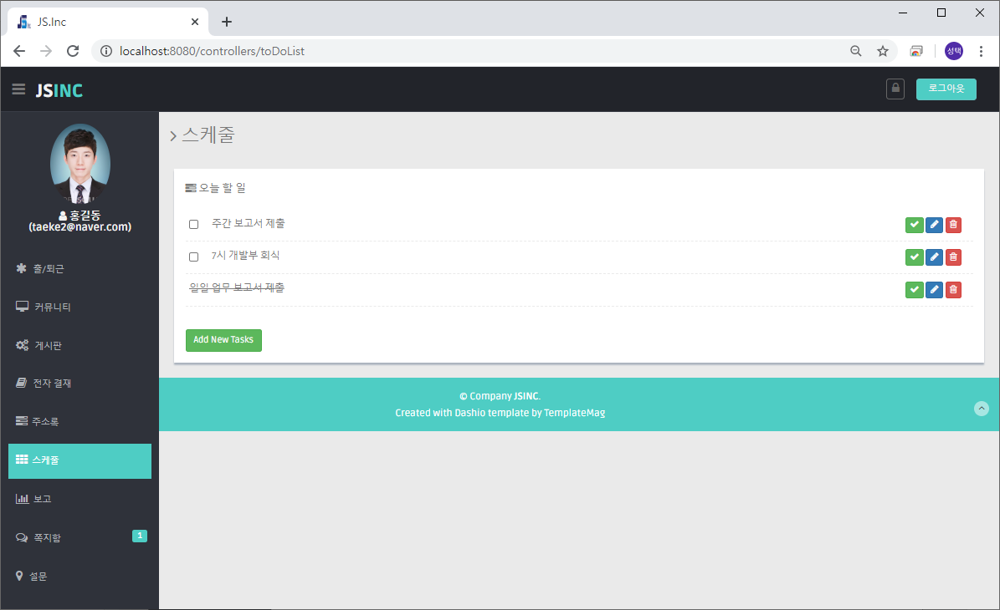 JS.Inc
localhost:8080/controllers/toDoList
선택
JSINC
로그아웃
홍길동
(taeke2@naver.com)
출/퇴근
커뮤니티
게시판
전자 결재
주소록
스케줄
보고
쪽지함 1
설문
스케줄
오늘 할 일
주간 보고서 제출
7시 개발부 회식
일일 업무 보고서 제출
Add New Tasks
© Company JSINC.
Created with Dashio template by TemplateMag